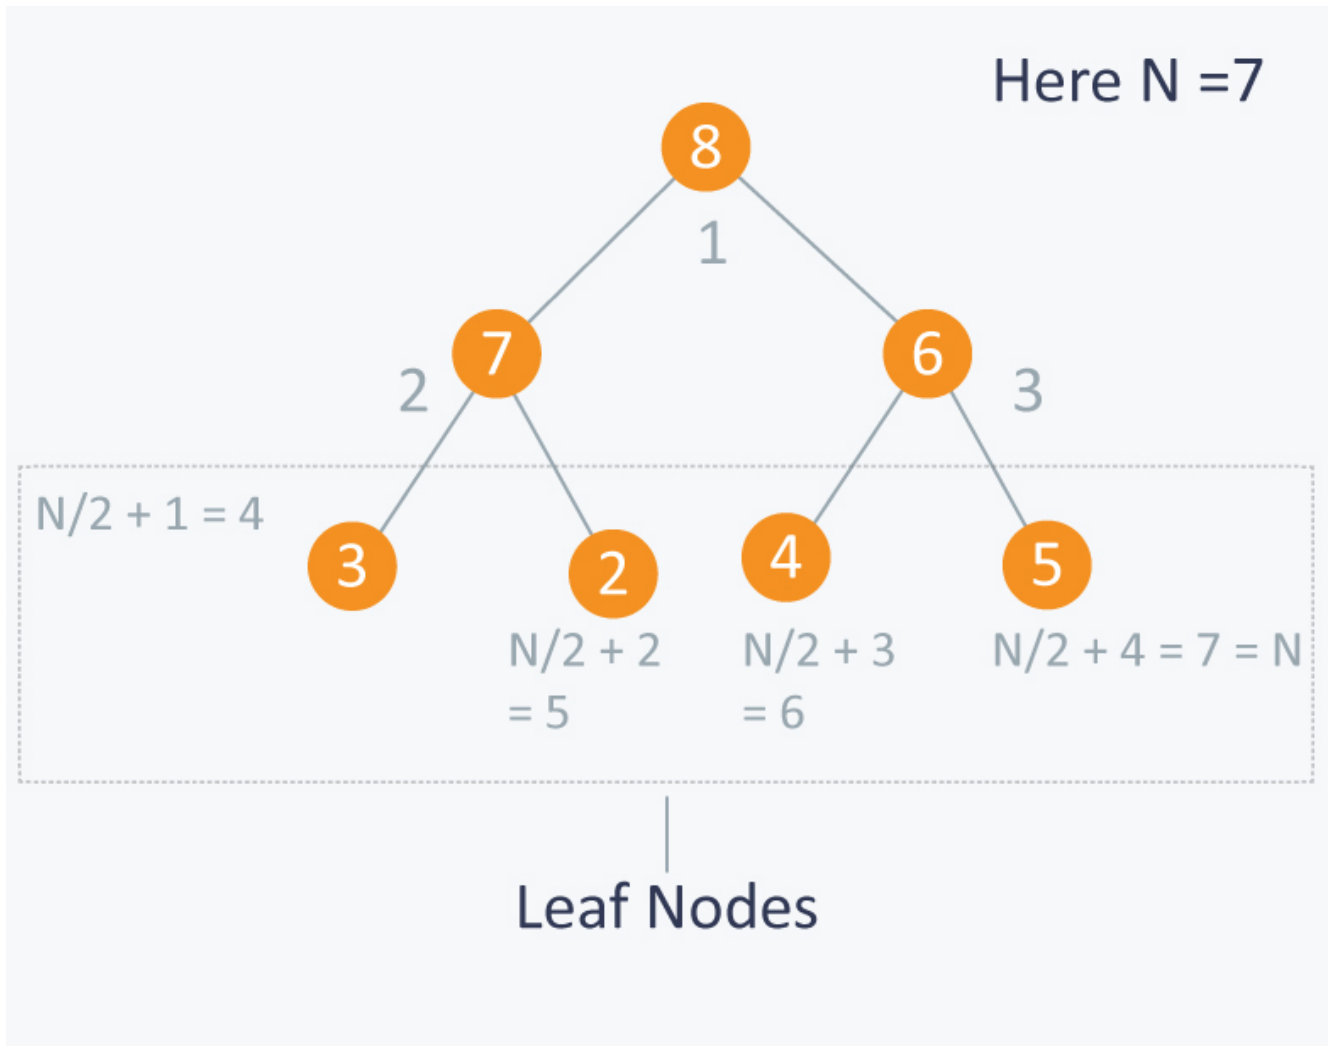 Here N =7
8
1
7
6
2
3
N/2 + 1 = 4
3
2
4
5
N/2 + 2
= 5
N/2 + 3
= 6
N/2 + 4 = 7 = N
Leaf Nodes